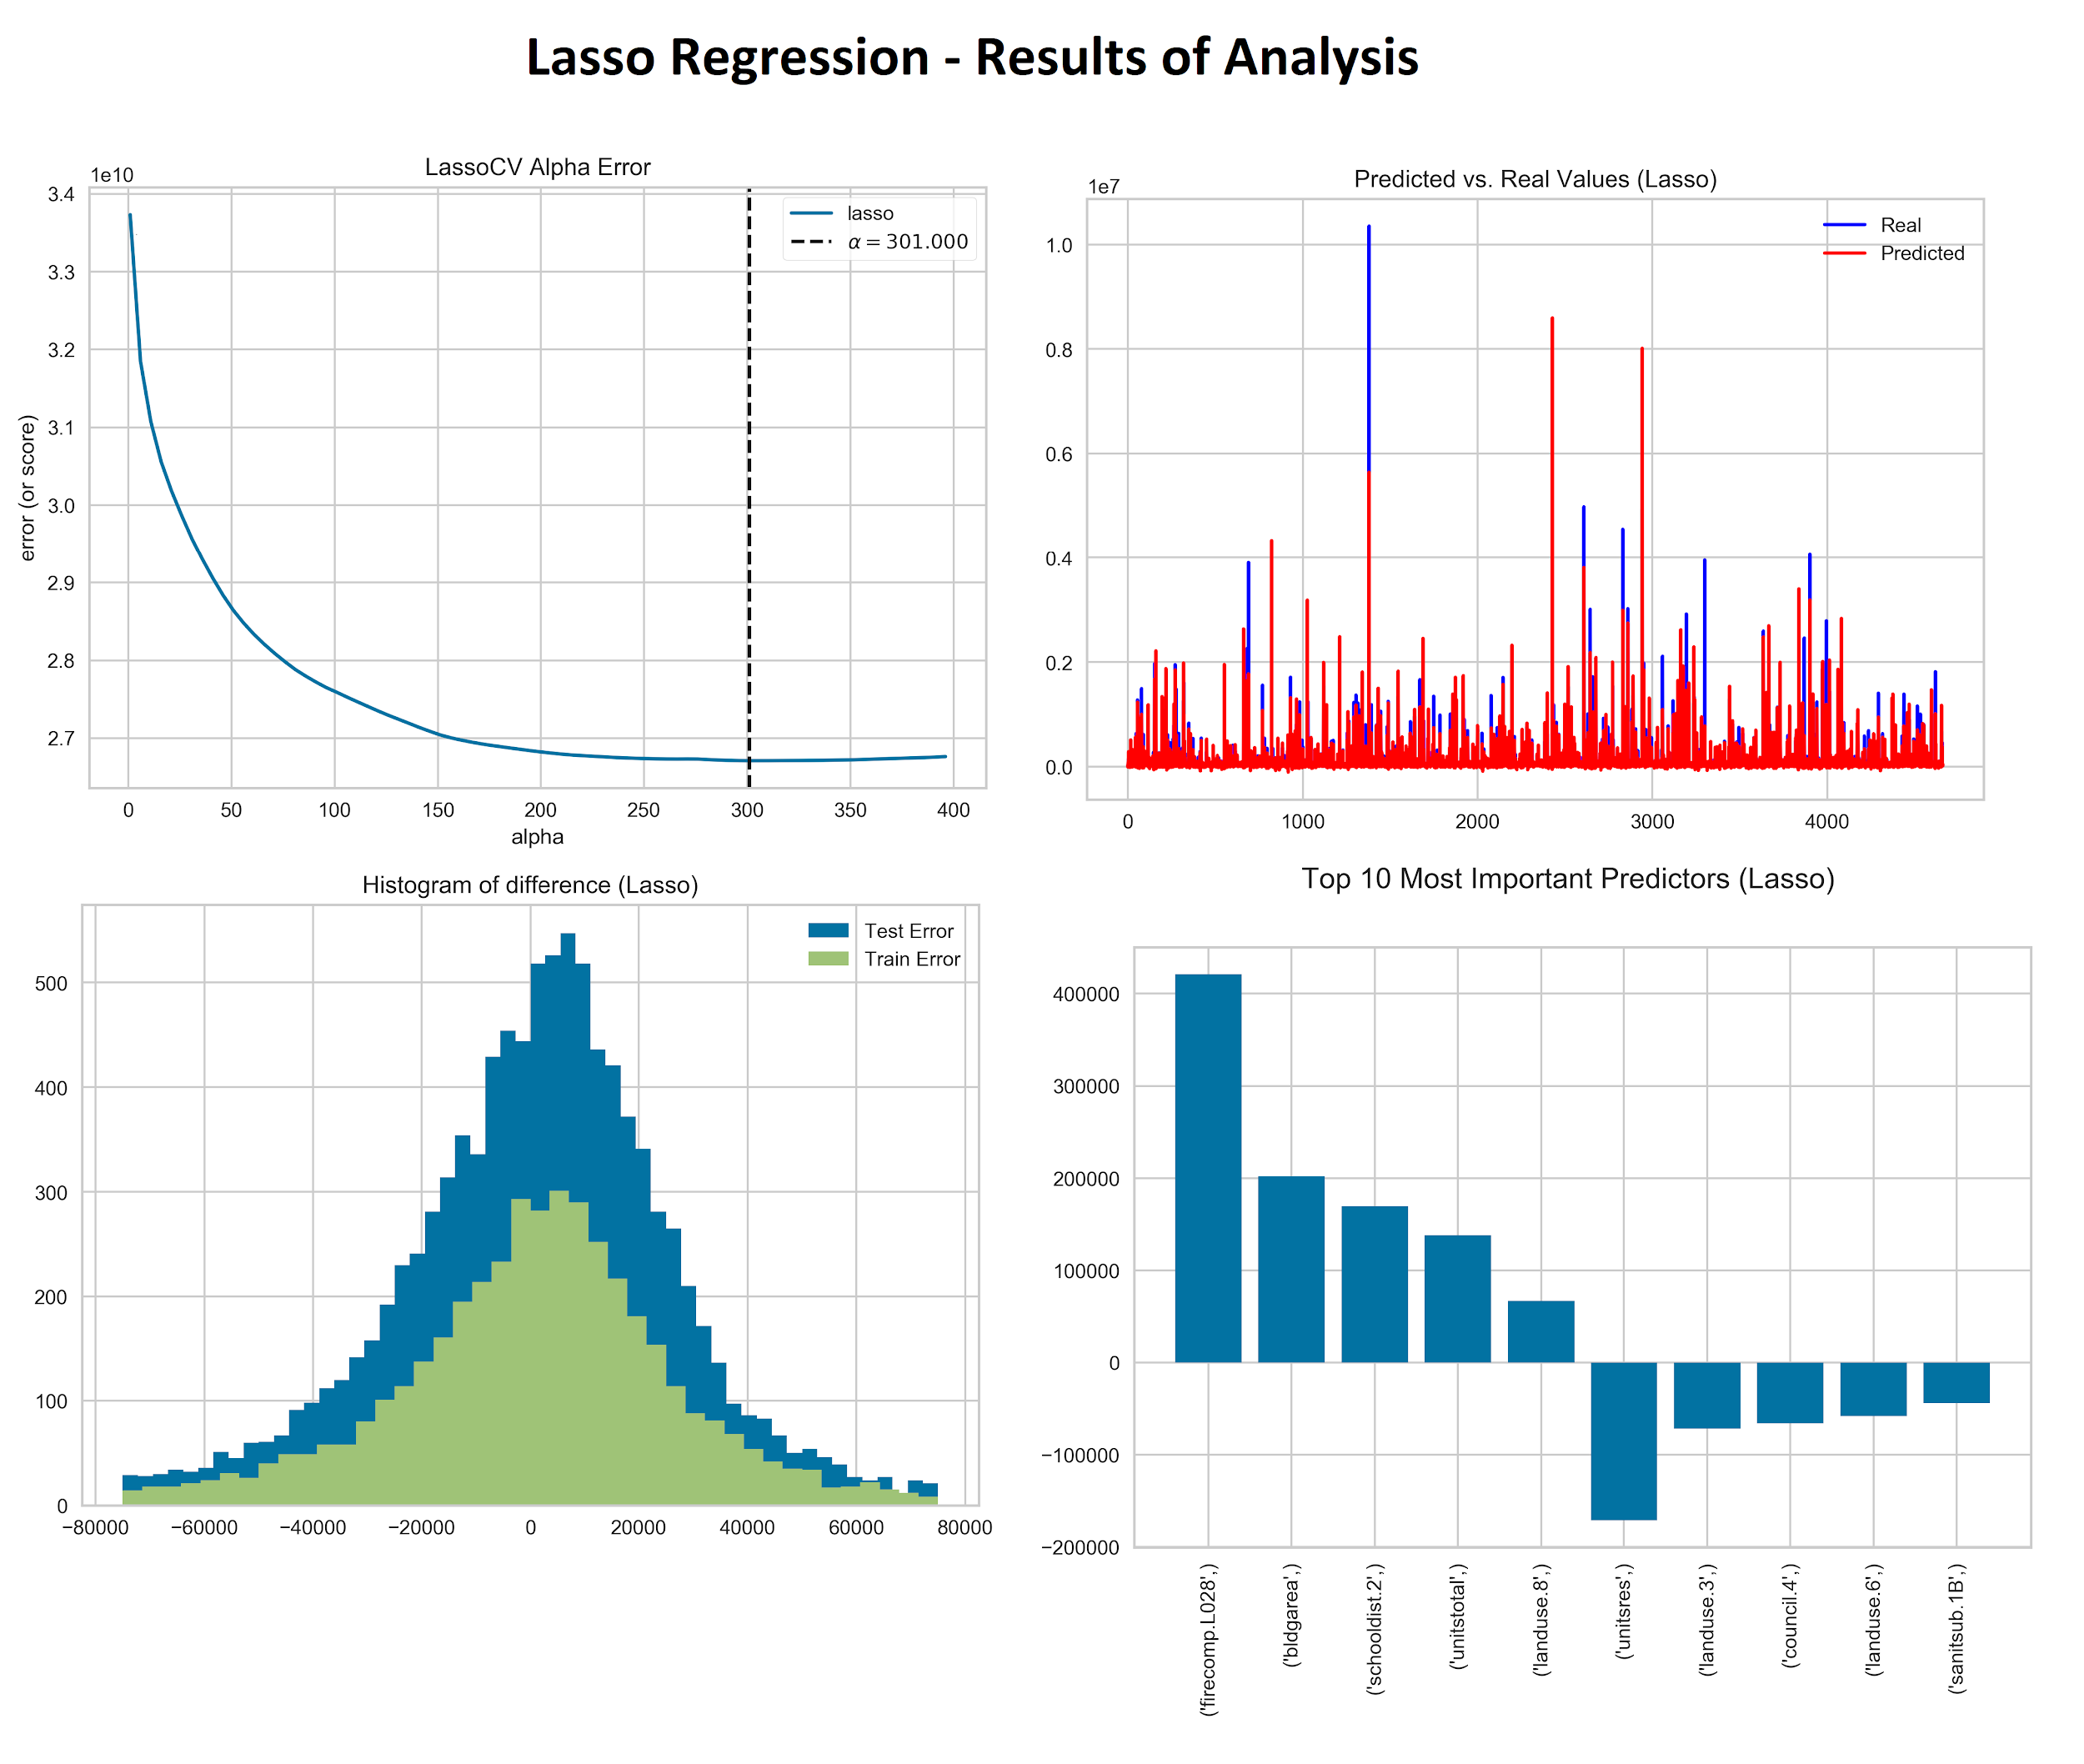 Lasso Regression - Results of Analysis
LassoCV Alpha Error
1e10
3.4
3.3
3.2
3.1
3.0
2.9
2.8
2.7
error (or score)
lasso
α = 301.000
0 50 100 150 200 250 300 350 400
alpha
Predicted vs. Real Values (Lasso)
1e7
1.0
0.8
0.6
0.4
0.2
0.0
Real
Predicted
0 1000 2000 3000 4000
Histogram of difference (Lasso)
500
400
300
200
100
0
Test Error
Train Error
−80000 −60000 −40000 −20000 0 20000 40000 60000 80000
Top 10 Most Important Predictors (Lasso)
400000
300000
200000
100000
0
−100000
−200000
('firecomp.L028',)
('bldgarea',)
('schooldist.2',)
('unitstotal',)
('landuse.8',)
('unitsres',)
('landuse.3',)
('council.4',)
('landuse.6',)
('sanitsub.1B',)